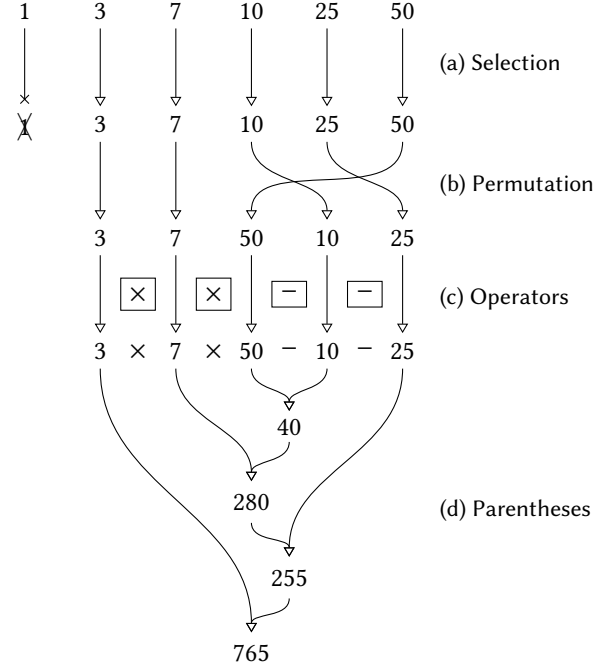 1 3 7 10 25 50
(a) Selection
1 3 7 10 25 50
(b) Permutation
3 7 50 10 25
× × − −
(c) Operators
3 × 7 × 50 − 10 − 25
40
280
(d) Parentheses
255
765